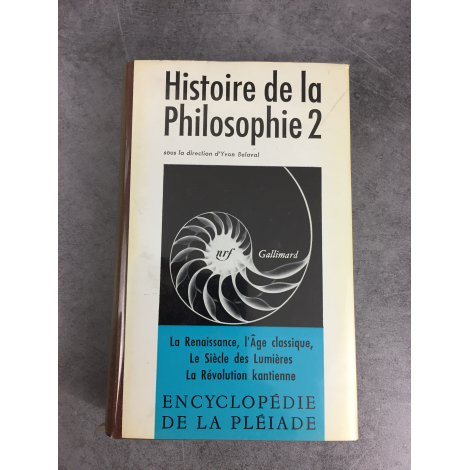 Histoire de la
Philosophie 2
sous la direction d'Yvon Belaval
nrf Gallimard
La Renaissance, l'Âge classique,
Le Siècle des Lumières
La Révolution kantienne
ENCYCLOPÉDIE
DE LA PLÉIADE